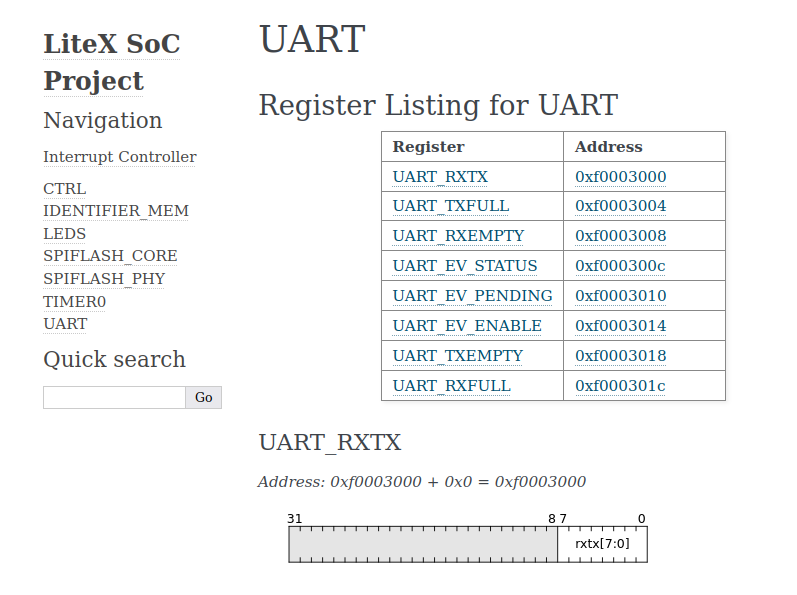 LiteX SoC
Project
Navigation
Interrupt Controller
CTRL
IDENTIFIER_MEM
LEDS
SPIFLASH_CORE
SPIFLASH_PHY
TIMER0
UART
Quick search
Go
UART
Register Listing for UART
Register Address
UART_RXTX 0xf0003000
UART_TXFULL 0xf0003004
UART_RXEMPTY 0xf0003008
UART_EV_STATUS 0xf000300c
UART_EV_PENDING 0xf0003010
UART_EV_ENABLE 0xf0003014
UART_TXEMPTY 0xf0003018
UART_RXFULL 0xf000301c
UART_RXTX
Address: 0xf0003000 + 0x0 = 0xf0003000
31 8 7 0
rxtx[7:0]